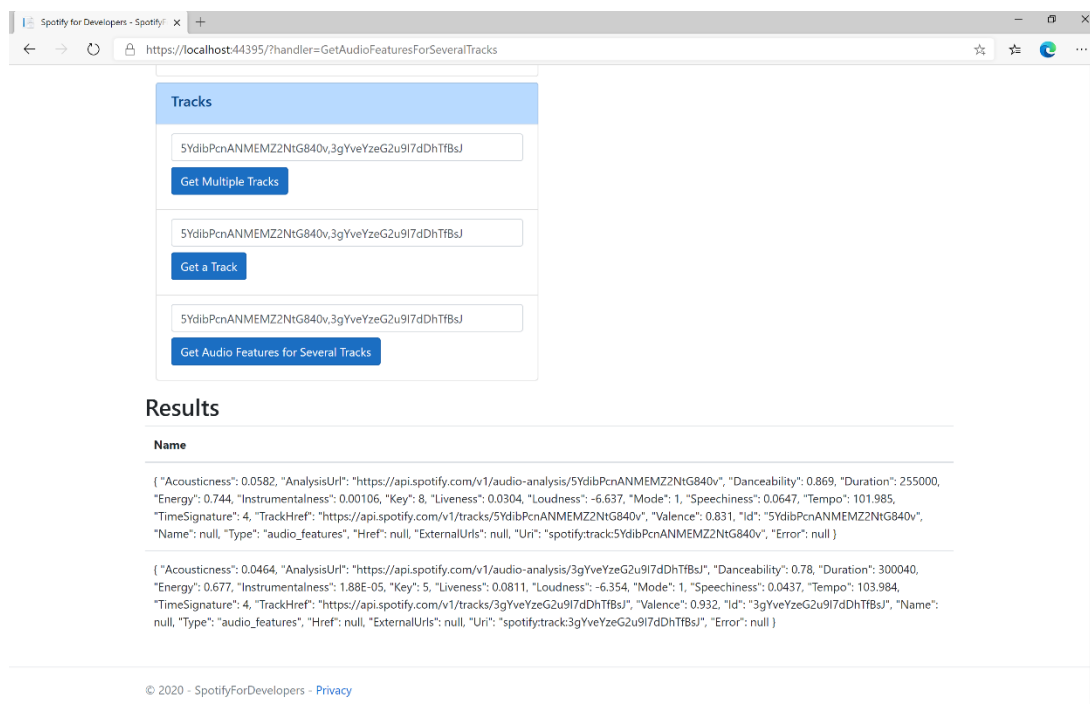 Spotify for Developers - Spotify
https://localhost:44395/?handler=GetAudioFeaturesForSeveralTracks
Tracks
5YdibPcnANMEMZ2NtG840v,3gYveYzeG2u9I7dDhTfBsJ
Get Multiple Tracks
5YdibPcnANMEMZ2NtG840v,3gYveYzeG2u9I7dDhTfBsJ
Get a Track
5YdibPcnANMEMZ2NtG840v,3gYveYzeG2u9I7dDhTfBsJ
Get Audio Features for Several Tracks
Results
Name
{ "Acousticness": 0.0582, "AnalysisUrl": "https://api.spotify.com/v1/audio-analysis/5YdibPcnANMEMZ2NtG840v", "Danceability": 0.869, "Duration": 255000,
"Energy": 0.744, "Instrumentalness": 0.00106, "Key": 8, "Liveness": 0.0304, "Loudness": -6.637, "Mode": 1, "Speechiness": 0.0647, "Tempo": 101.985,
"TimeSignature": 4, "TrackHref": "https://api.spotify.com/v1/tracks/5YdibPcnANMEMZ2NtG840v", "Valence": 0.831, "Id": "5YdibPcnANMEMZ2NtG840v",
"Name": null, "Type": "audio_features", "Href": null, "ExternalUrls": null, "Uri": "spotify:track:5YdibPcnANMEMZ2NtG840v", "Error": null }
{ "Acousticness": 0.0464, "AnalysisUrl": "https://api.spotify.com/v1/audio-analysis/3gYveYzeG2u9I7dDhTfBsJ", "Danceability": 0.78, "Duration": 300040,
"Energy": 0.677, "Instrumentalness": 1.88E-05, "Key": 5, "Liveness": 0.0811, "Loudness": -6.354, "Mode": 1, "Speechiness": 0.0437, "Tempo": 103.984,
"TimeSignature": 4, "TrackHref": "https://api.spotify.com/v1/tracks/3gYveYzeG2u9I7dDhTfBsJ", "Valence": 0.932, "Id": "3gYveYzeG2u9I7dDhTfBsJ", "Name":
null, "Type": "audio_features", "Href": null, "ExternalUrls": null, "Uri": "spotify:track:3gYveYzeG2u9I7dDhTfBsJ", "Error": null }
© 2020 - SpotifyForDevelopers - Privacy